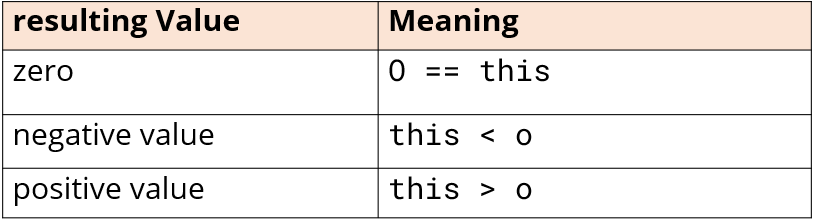 resulting Value Meaning
zero O == this
negative value this < o
positive value this > o